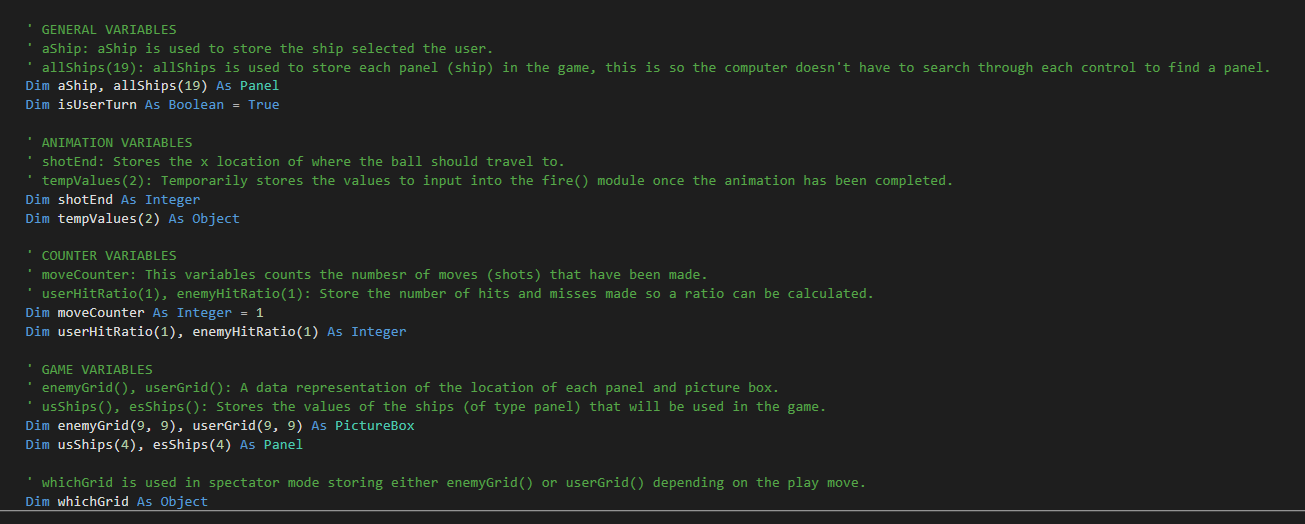 ' GENERAL VARIABLES
' aShip: aShip is used to store the ship selected the user.
' allShips(19): allShips is used to store each panel (ship) in the game, this is so the computer doesn't have to search through each control to find a panel.
Dim aShip, allShips(19) As Panel
Dim isUserTurn As Boolean = True
' ANIMATION VARIABLES
' shotEnd: Stores the x location of where the ball should travel to.
' tempValues(2): Temporarily stores the values to input into the fire() module once the animation has been completed.
Dim shotEnd As Integer
Dim tempValues(2) As Object
' COUNTER VARIABLES
' moveCounter: This variables counts the numbesr of moves (shots) that have been made.
' userHitRatio(1), enemyHitRatio(1): Store the number of hits and misses made so a ratio can be calculated.
Dim moveCounter As Integer = 1
Dim userHitRatio(1), enemyHitRatio(1) As Integer
' GAME VARIABLES
' enemyGrid(), userGrid(): A data representation of the location of each panel and picture box.
' usShips(), esShips(): Stores the values of the ships (of type panel) that will be used in the game.
Dim enemyGrid(9, 9), userGrid(9, 9) As PictureBox
Dim usShips(4), esShips(4) As Panel
' whichGrid is used in spectator mode storing either enemyGrid() or userGrid() depending on the play move.
Dim whichGrid As Object